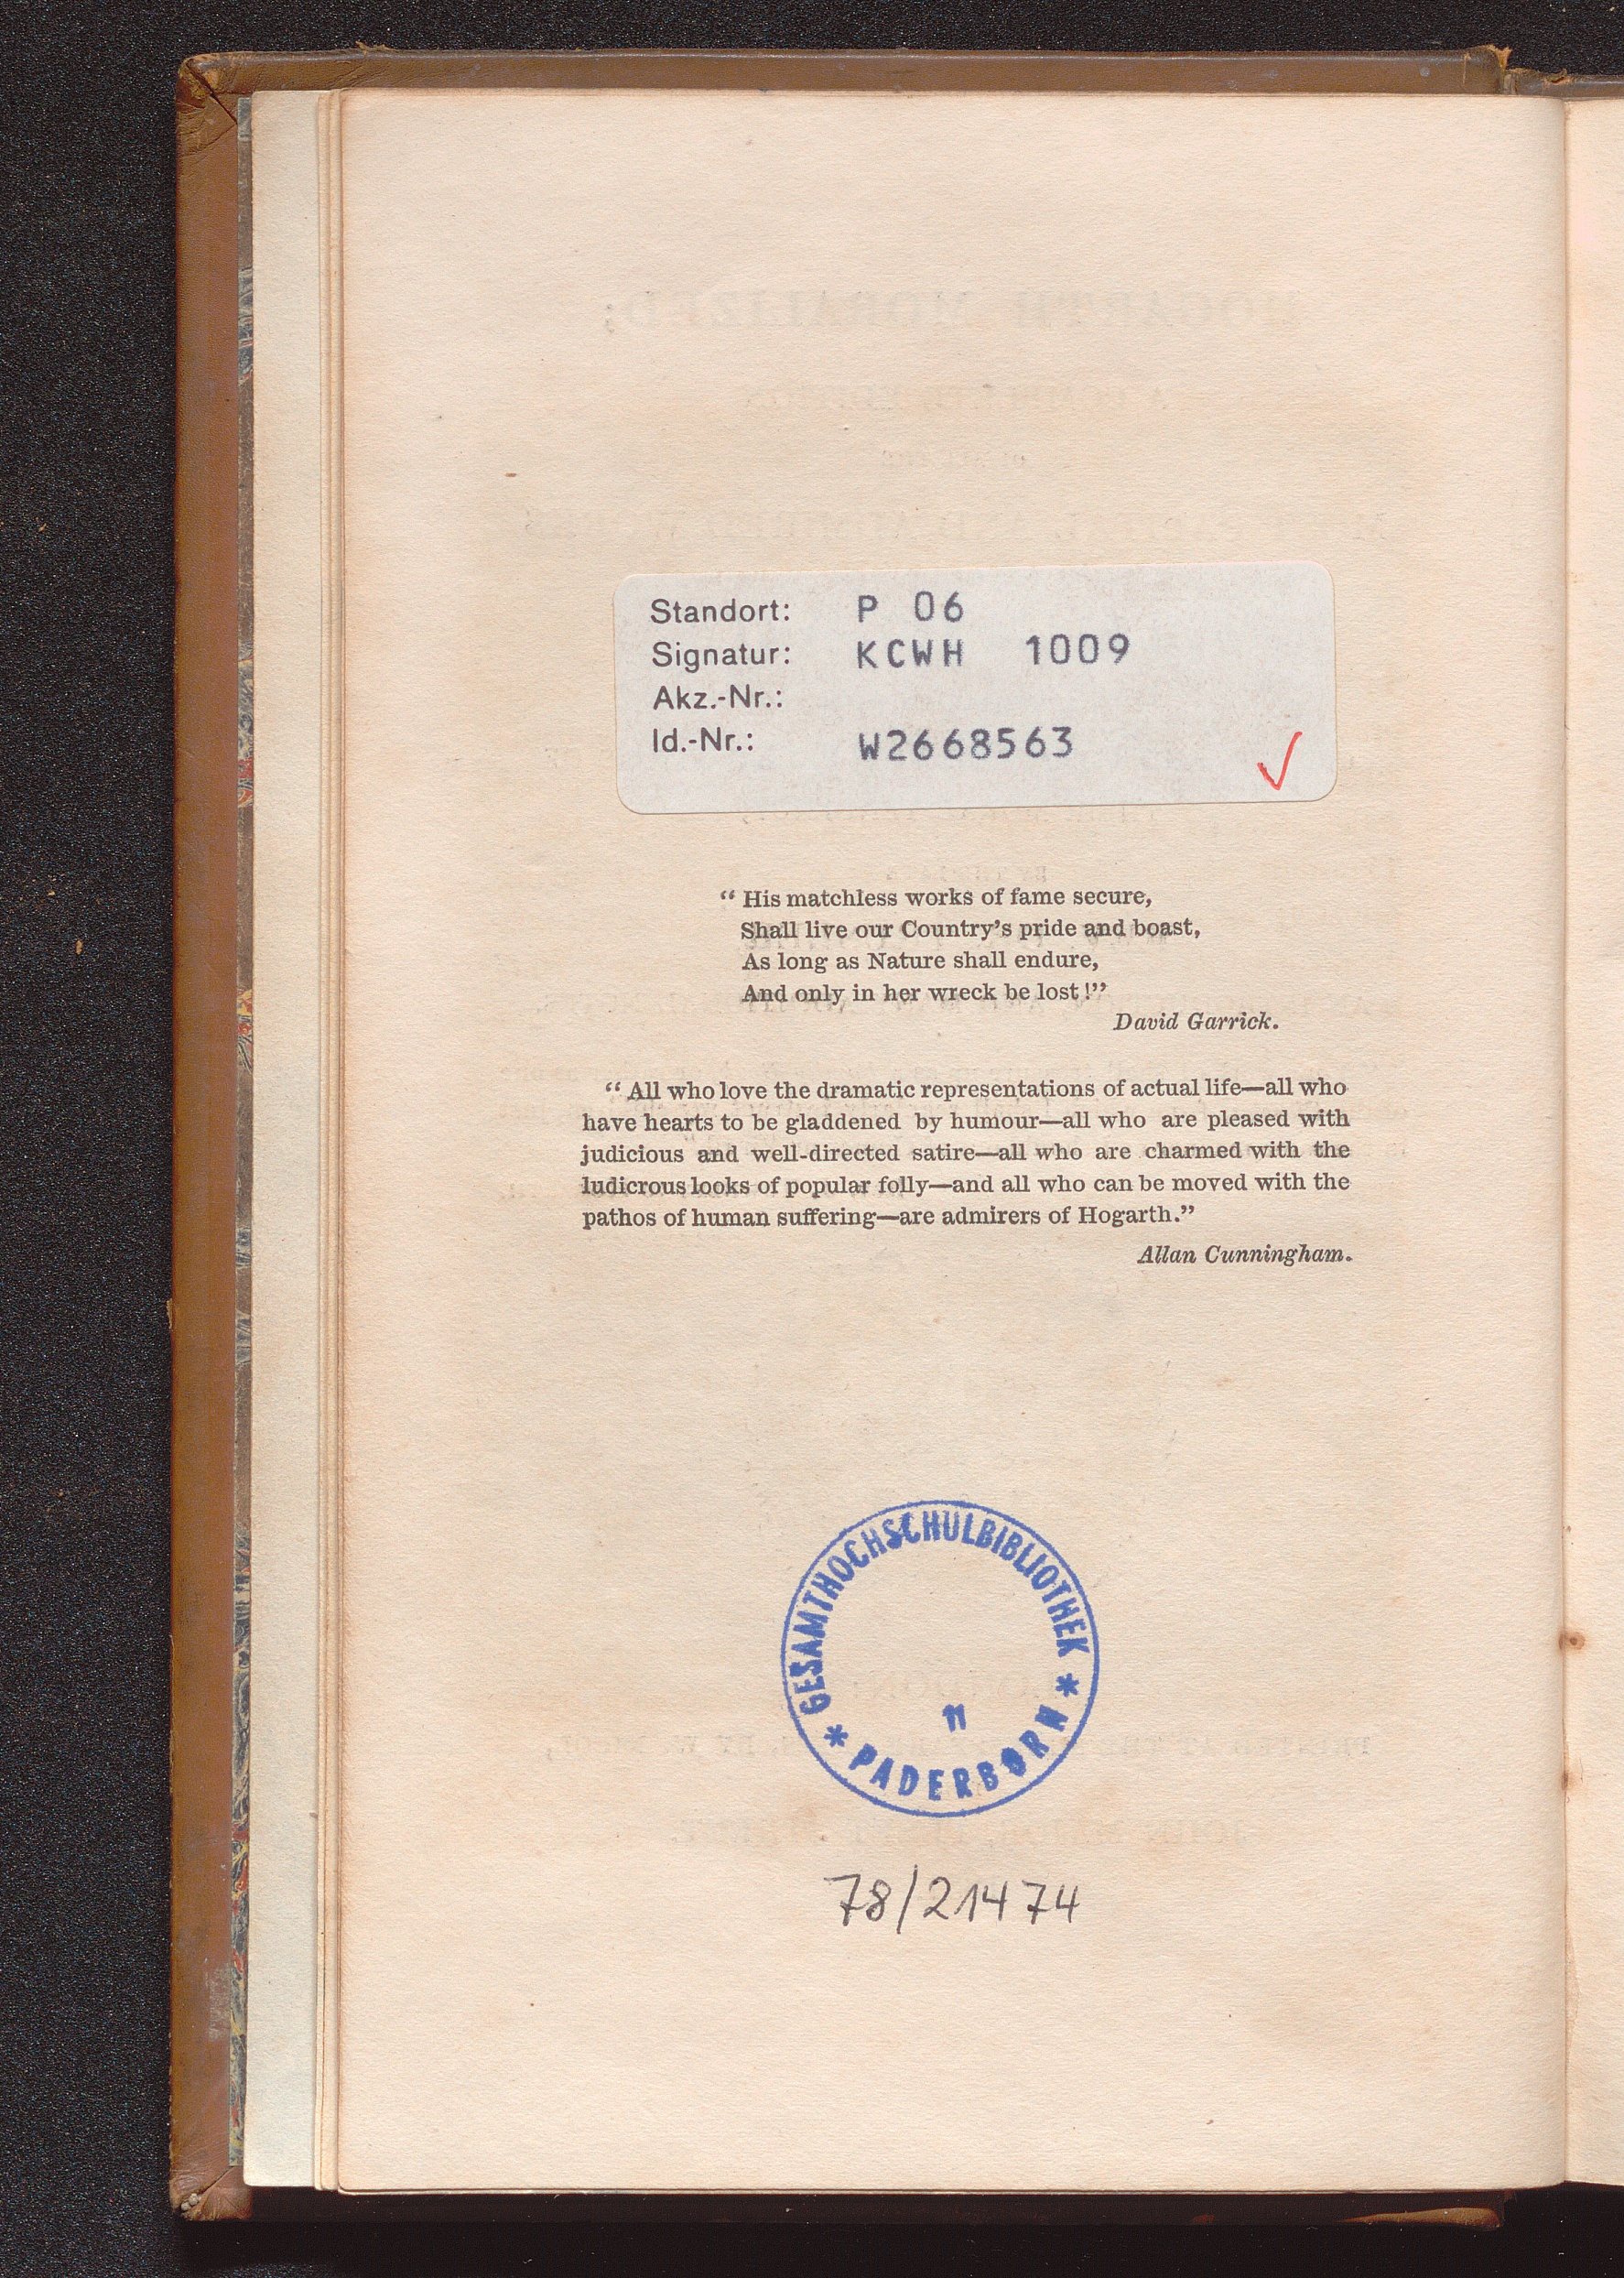 Standort: P 06
Signatur: KCWH 1009
Akz.-Nr.:
Id.-Nr.: W2668563
“ His matchless works of fame secure,
Shall live our Country’s pride and boast,
As long as Nature shall endure,
And only in her wreck be lost !”
David Garrick.
“ All who love the dramatic representations of actual life—all who
have hearts to be gladdened by humour—all who are pleased with
judicious and well-directed satire—all who are charmed with the
ludicrous looks of popular folly—and all who can be moved with the
pathos of human suffering—are admirers of Hogarth.”
Allan Cunningham.
GESAMTHOCHSCHULBIBLIOTHEK
11
* PADERBORN *
78/21474